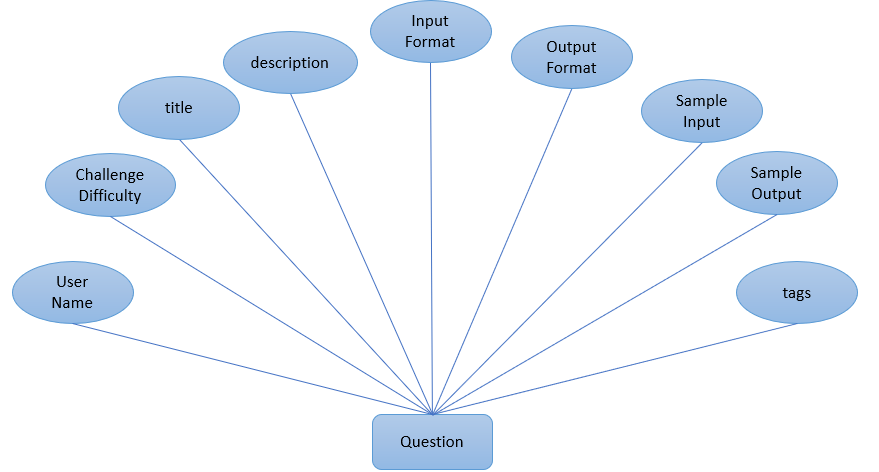 Input
Format
Output
Format
description
Sample
Input
title
Challenge
Difficulty
Sample
Output
User
Name
tags
Question